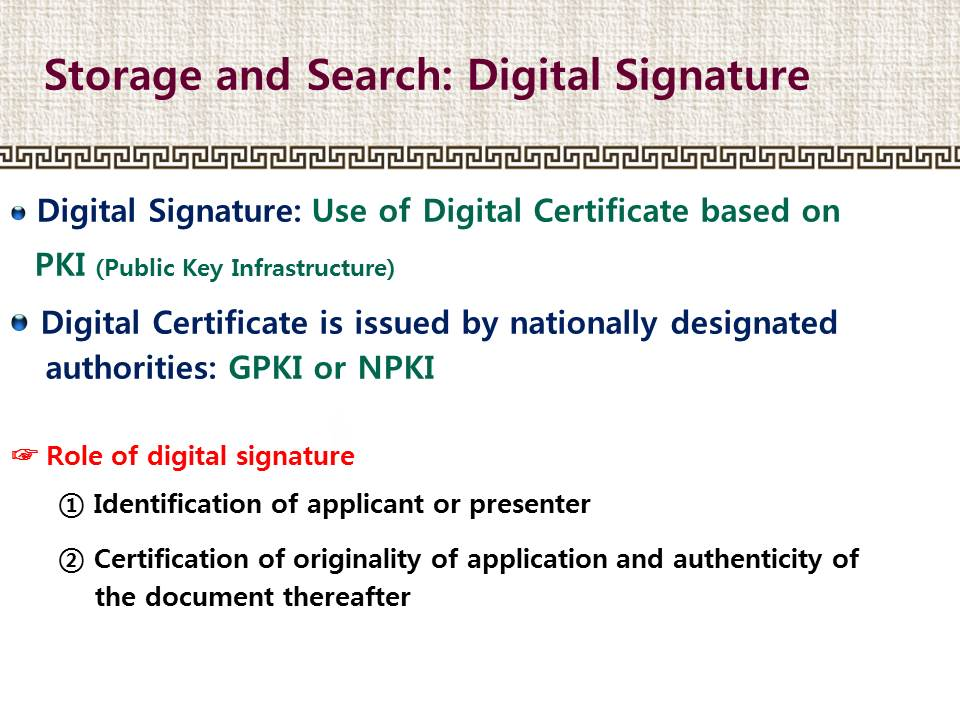 Storage and Search: Digital Signature
Digital Signature: Use of Digital Certificate based on
PKI (Public Key Infrastructure)
Digital Certificate is issued by nationally designated
authorities: GPKI or NPKI
☞ Role of digital signature
① Identification of applicant or presenter
② Certification of originality of application and authenticity of
the document thereafter